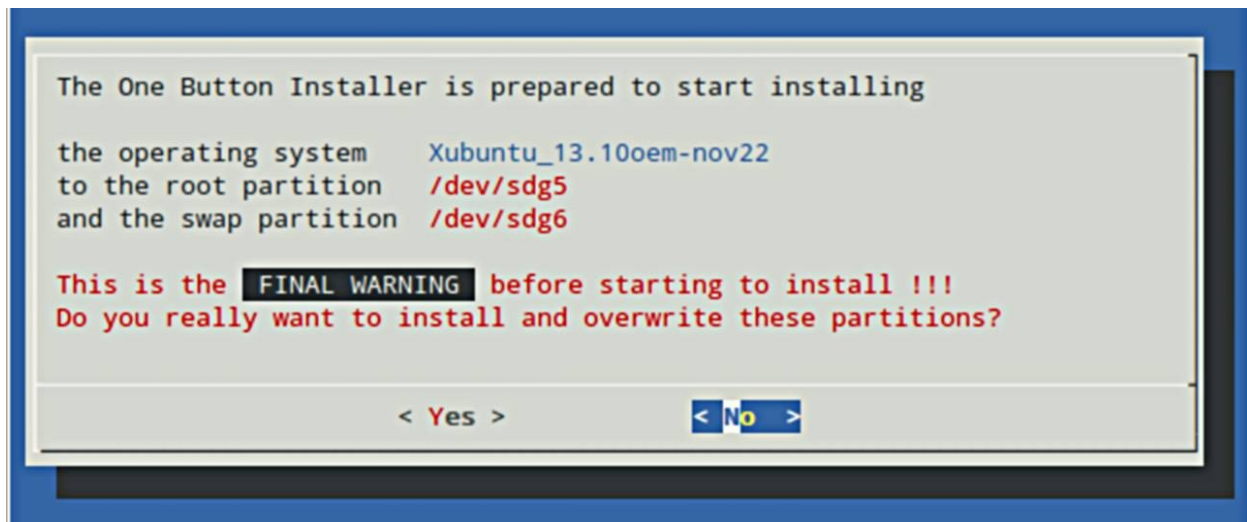 The One Button Installer is prepared to start installing
the operating system Xubuntu_13.10oem-nov22
to the root partition /dev/sdg5
and the swap partition /dev/sdg6
This is the FINAL WARNING before starting to install !!!
Do you really want to install and overwrite these partitions?
< Yes > < No >